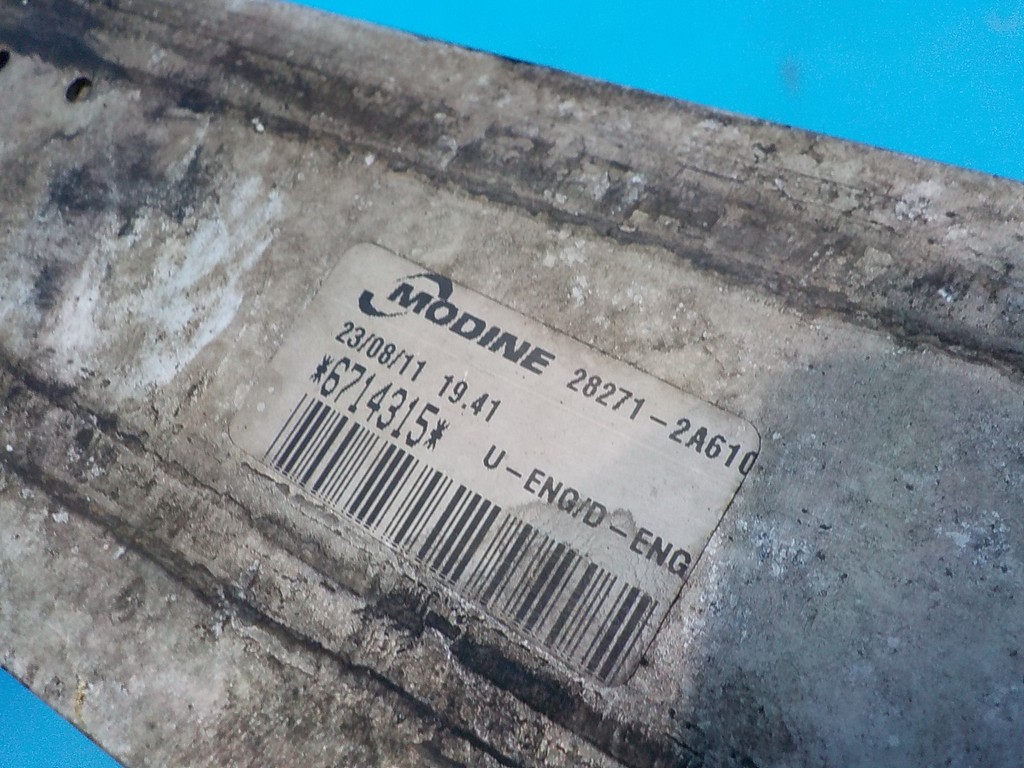 MODINE 28271-2A610
23/08/11 19.41
*6714315* U-ENG/D-ENG